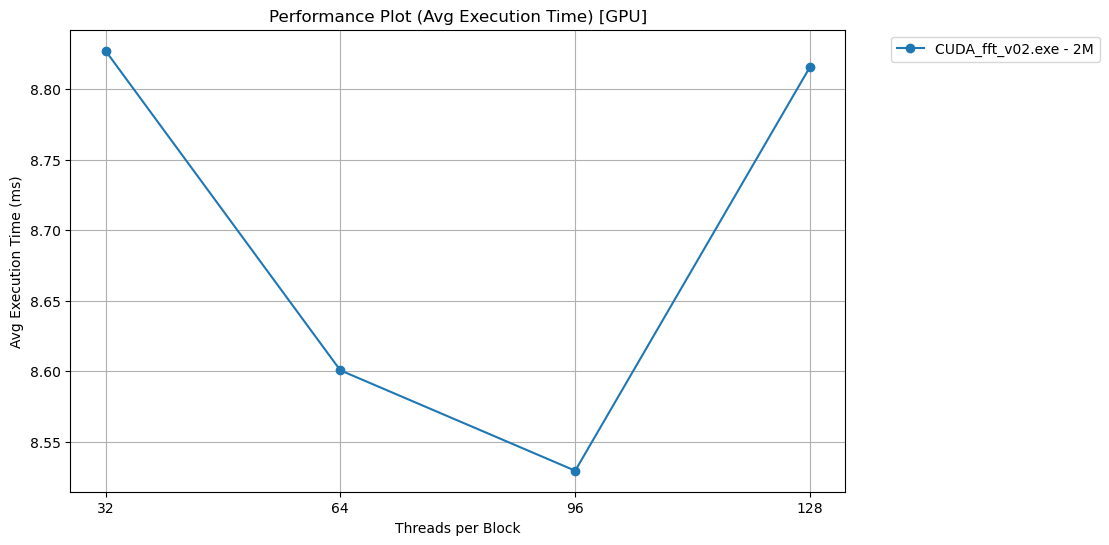 Performance Plot (Avg Execution Time) [GPU]
CUDA_fft_v02.exe - 2M
Avg Execution Time (ms)
8.80
8.75
8.70
8.65
8.60
8.55
32 64 96 128
Threads per Block